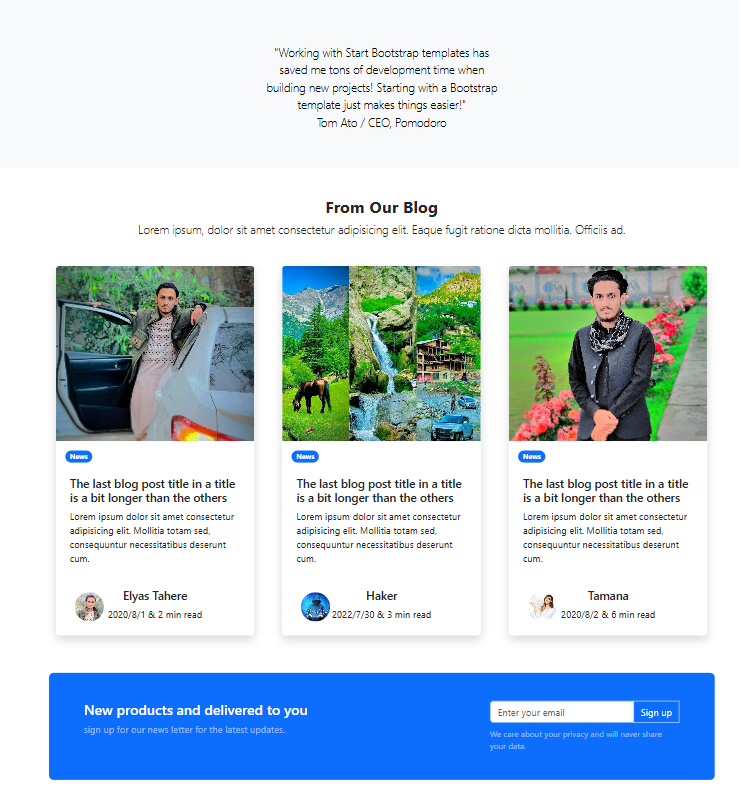 "Working with Start Bootstrap templates has
saved me tons of development time when
building new projects! Starting with a Bootstrap
template just makes things easier!"
Tom Ato / CEO, Pomodoro
From Our Blog
Lorem ipsum, dolor sit amet consectetur adipisicing elit. Eaque fugit ratione dicta mollitia. Officiis ad.
News
The last blog post title in a title
is a bit longer than the others
Lorem ipsum dolor sit amet consectetur
adipisicing elit. Mollitia totam sed,
consequuntur necessitatibus deserunt
cum.
Elyas Tahere
2020/8/1 & 2 min read
News
The last blog post title in a title
is a bit longer than the others
Lorem ipsum dolor sit amet consectetur
adipisicing elit. Mollitia totam sed,
consequuntur necessitatibus deserunt
cum.
Haker
2022/7/30 & 3 min read
News
The last blog post title in a title
is a bit longer than the others
Lorem ipsum dolor sit amet consectetur
adipisicing elit. Mollitia totam sed,
consequuntur necessitatibus deserunt
cum.
Tamana
2020/8/2 & 6 min read
New products and delivered to you
sign up for our news letter for the latest updates.
Enter your email
Sign up
We care about your privacy and will naver share
your data.